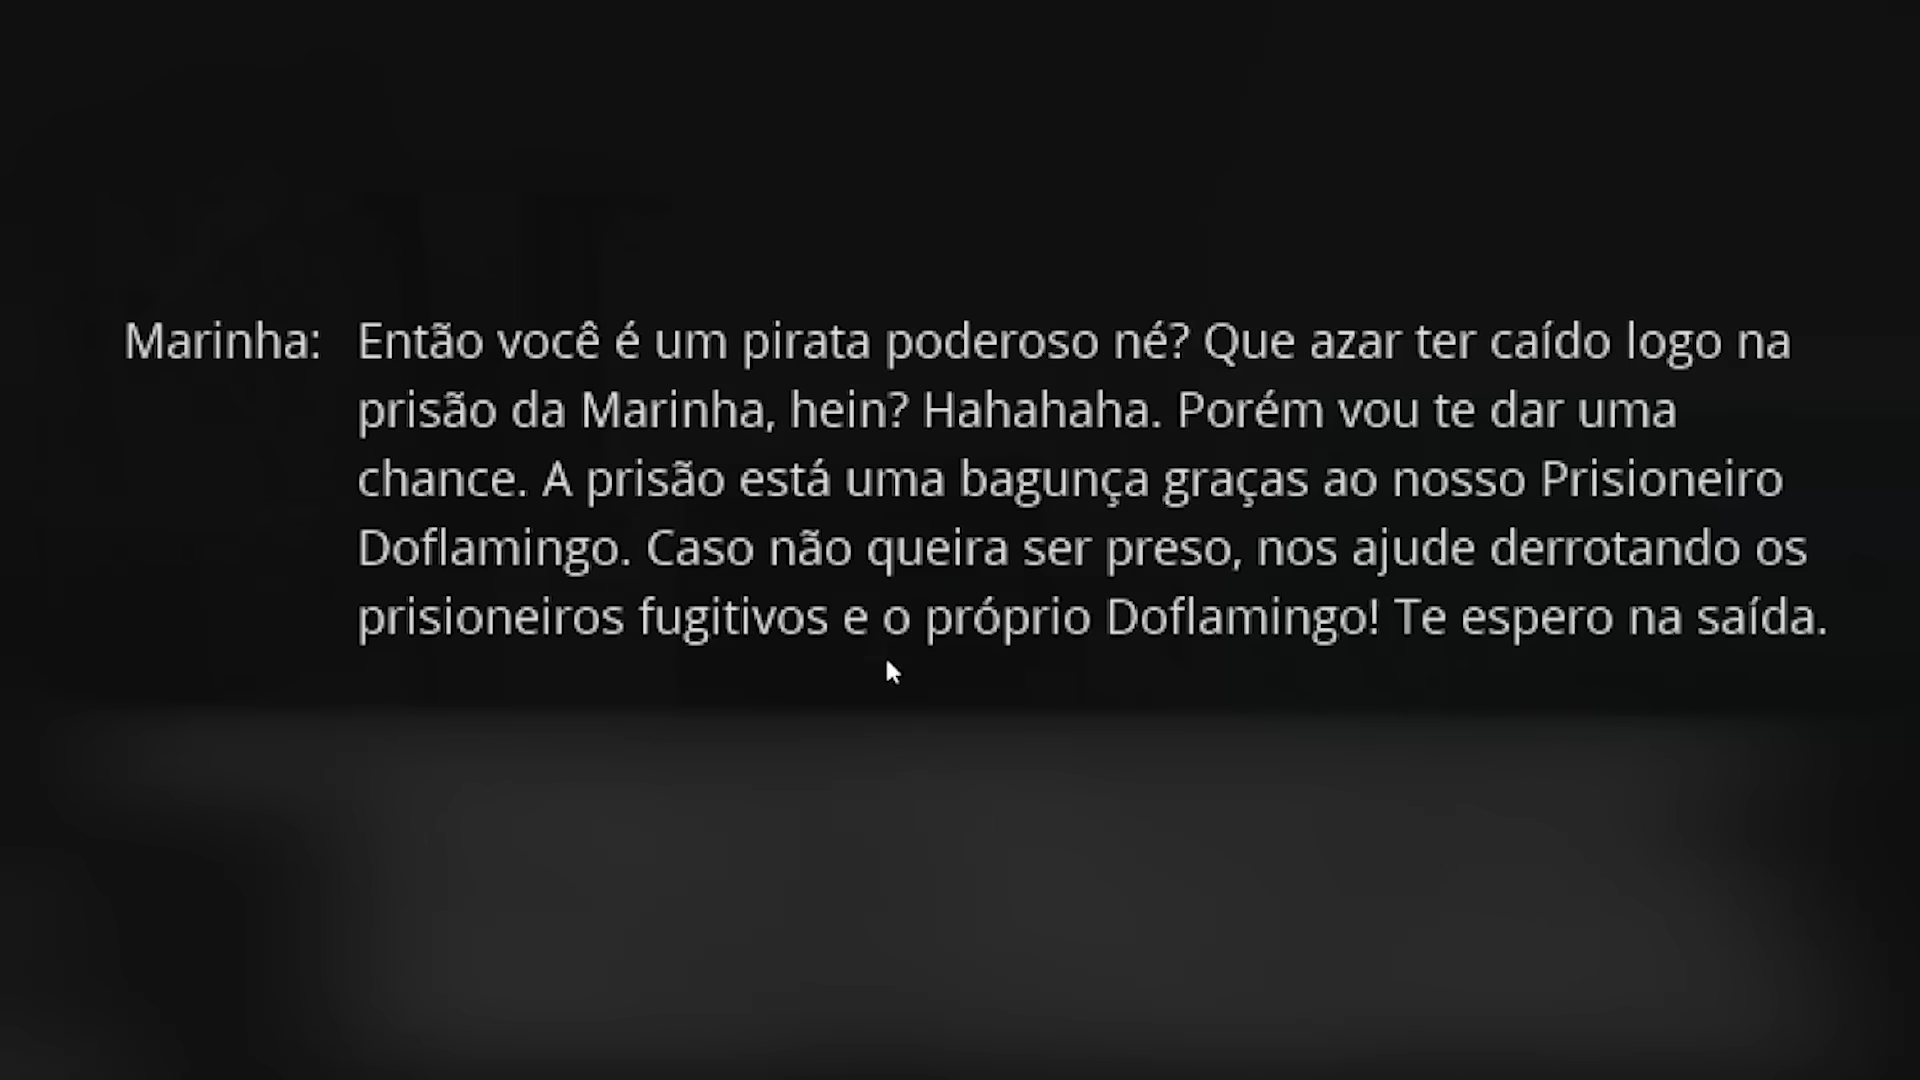 Marinha: Então você é um pirata poderoso né? Que azar ter caído logo na
prisão da Marinha, hein? Hahahaha. Porém vou te dar uma
chance. A prisão está uma bagunça graças ao nosso Prisioneiro
Doflamingo. Caso não queira ser preso, nos ajude derrotando os
prisioneiros fugitivos e o próprio Doflamingo! Te espero na saída.